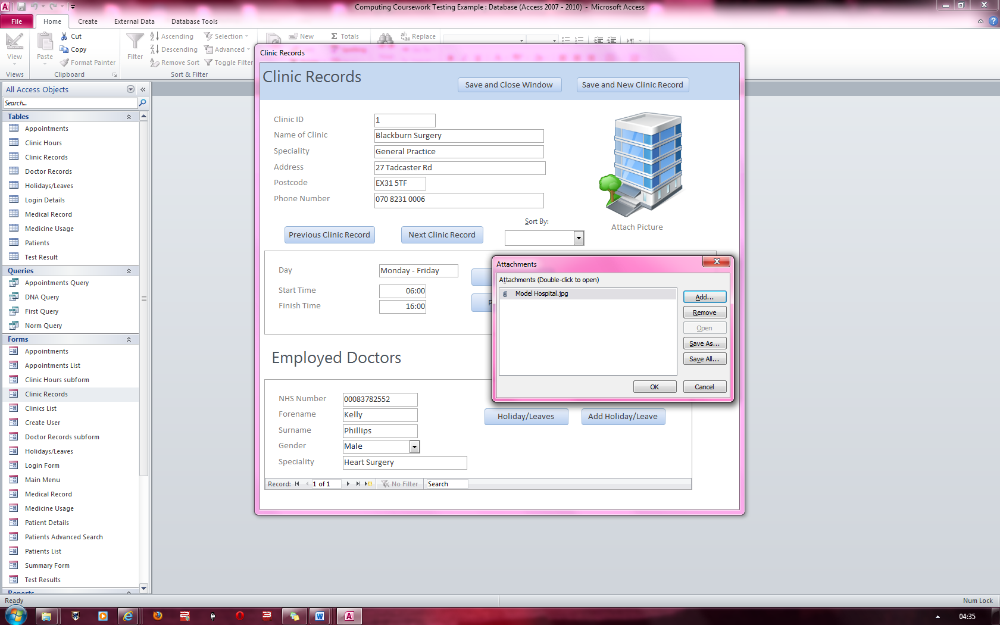 Computing Coursework Testing Example : Database (Access 2007 - 2010) - Microsoft Access
File Home Create External Data Database Tools
View
Views
Paste
Cut
Copy
Format Painter
Clipboard
Filter
Ascending
Descending
Remove Sort
Selection
Advanced
Toggle Filter
Sort & Filter
New
Σ Totals
Replace
All Access Objects
Search...
Tables
Appointments
Clinic Hours
Clinic Records
Doctor Records
Holidays/Leaves
Login Details
Medical Record
Medicine Usage
Patients
Test Result
Queries
Appointments Query
DNA Query
First Query
Norm Query
Forms
Appointments
Appointments List
Clinic Hours subform
Clinic Records
Clinics List
Create User
Doctor Records subform
Holidays/Leaves
Login Form
Main Menu
Medical Record
Medicine Usage
Patient Details
Patients Advanced Search
Patients List
Summary Form
Test Results
Reports
Clinic Records
Clinic Records
Save and Close Window
Save and New Clinic Record
Clinic ID 1
Name of Clinic Blackburn Surgery
Speciality General Practice
Address 27 Tadcaster Rd
Postcode EX31 5TF
Phone Number 070 8231 0006
Attach Picture
Previous Clinic Record
Next Clinic Record
Sort By:
Day Monday - Friday
Start Time 06:00
Finish Time 16:00
P
Attachments
Attachments (Double-click to open)
Model Hospital.jpg
Add...
Remove
Open
Save As...
Save All...
OK
Cancel
Employed Doctors
NHS Number 00083782552
Forename Kelly
Surname Phillips
Gender Male
Speciality Heart Surgery
Holiday/Leaves
Add Holiday/Leave
Record: 1 of 1 No Filter Search
Ready
Num Lock
04:35